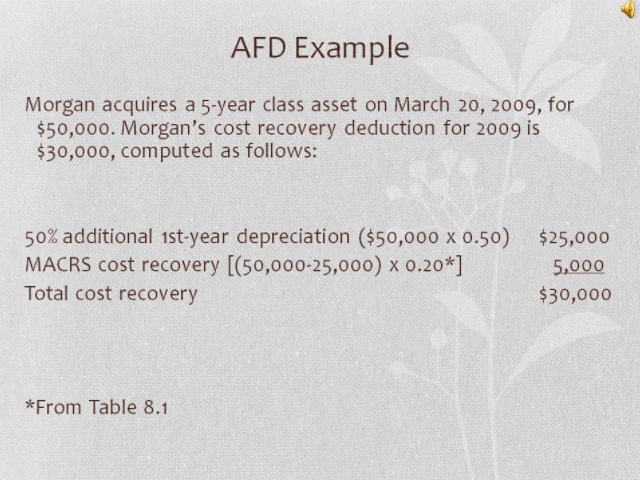 AFD Example
Morgan acquires a 5-year class asset on March 20, 2009, for
$50,000. Morgan's cost recovery deduction for 2009 is
$30,000, computed as follows:
50% additional 1st-year depreciation ($50,000 x 0.50) $25,000
MACRS cost recovery [(50,000-25,000) x 0.20*] 5,000
Total cost recovery $30,000
*From Table 8.1